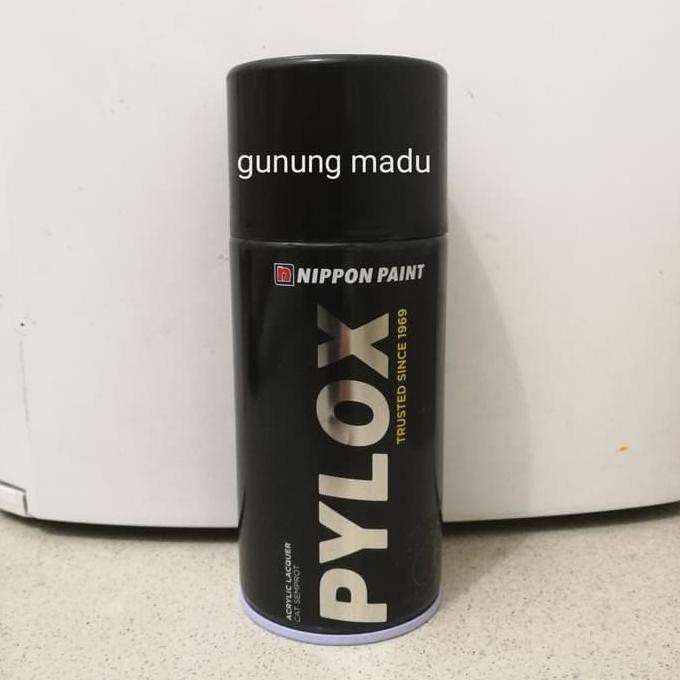 gunung madu
NIPPON PAINT
PYLOX
TRUSTED SINCE 1969
ACRYLIC LACQUER
CAT SEMPROT